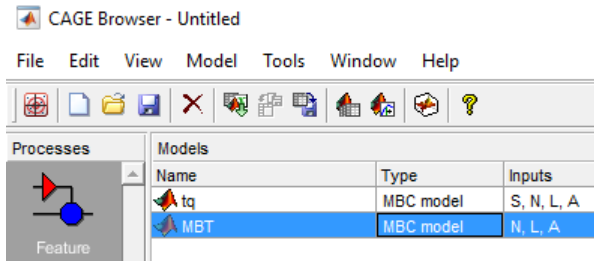 CAGE Browser - Untitled
File Edit View Model Tools Window Help
Processes Models
Name Type Inputs
tq MBC model S, N, L, A
MBT MBC model N, L, A
Feature